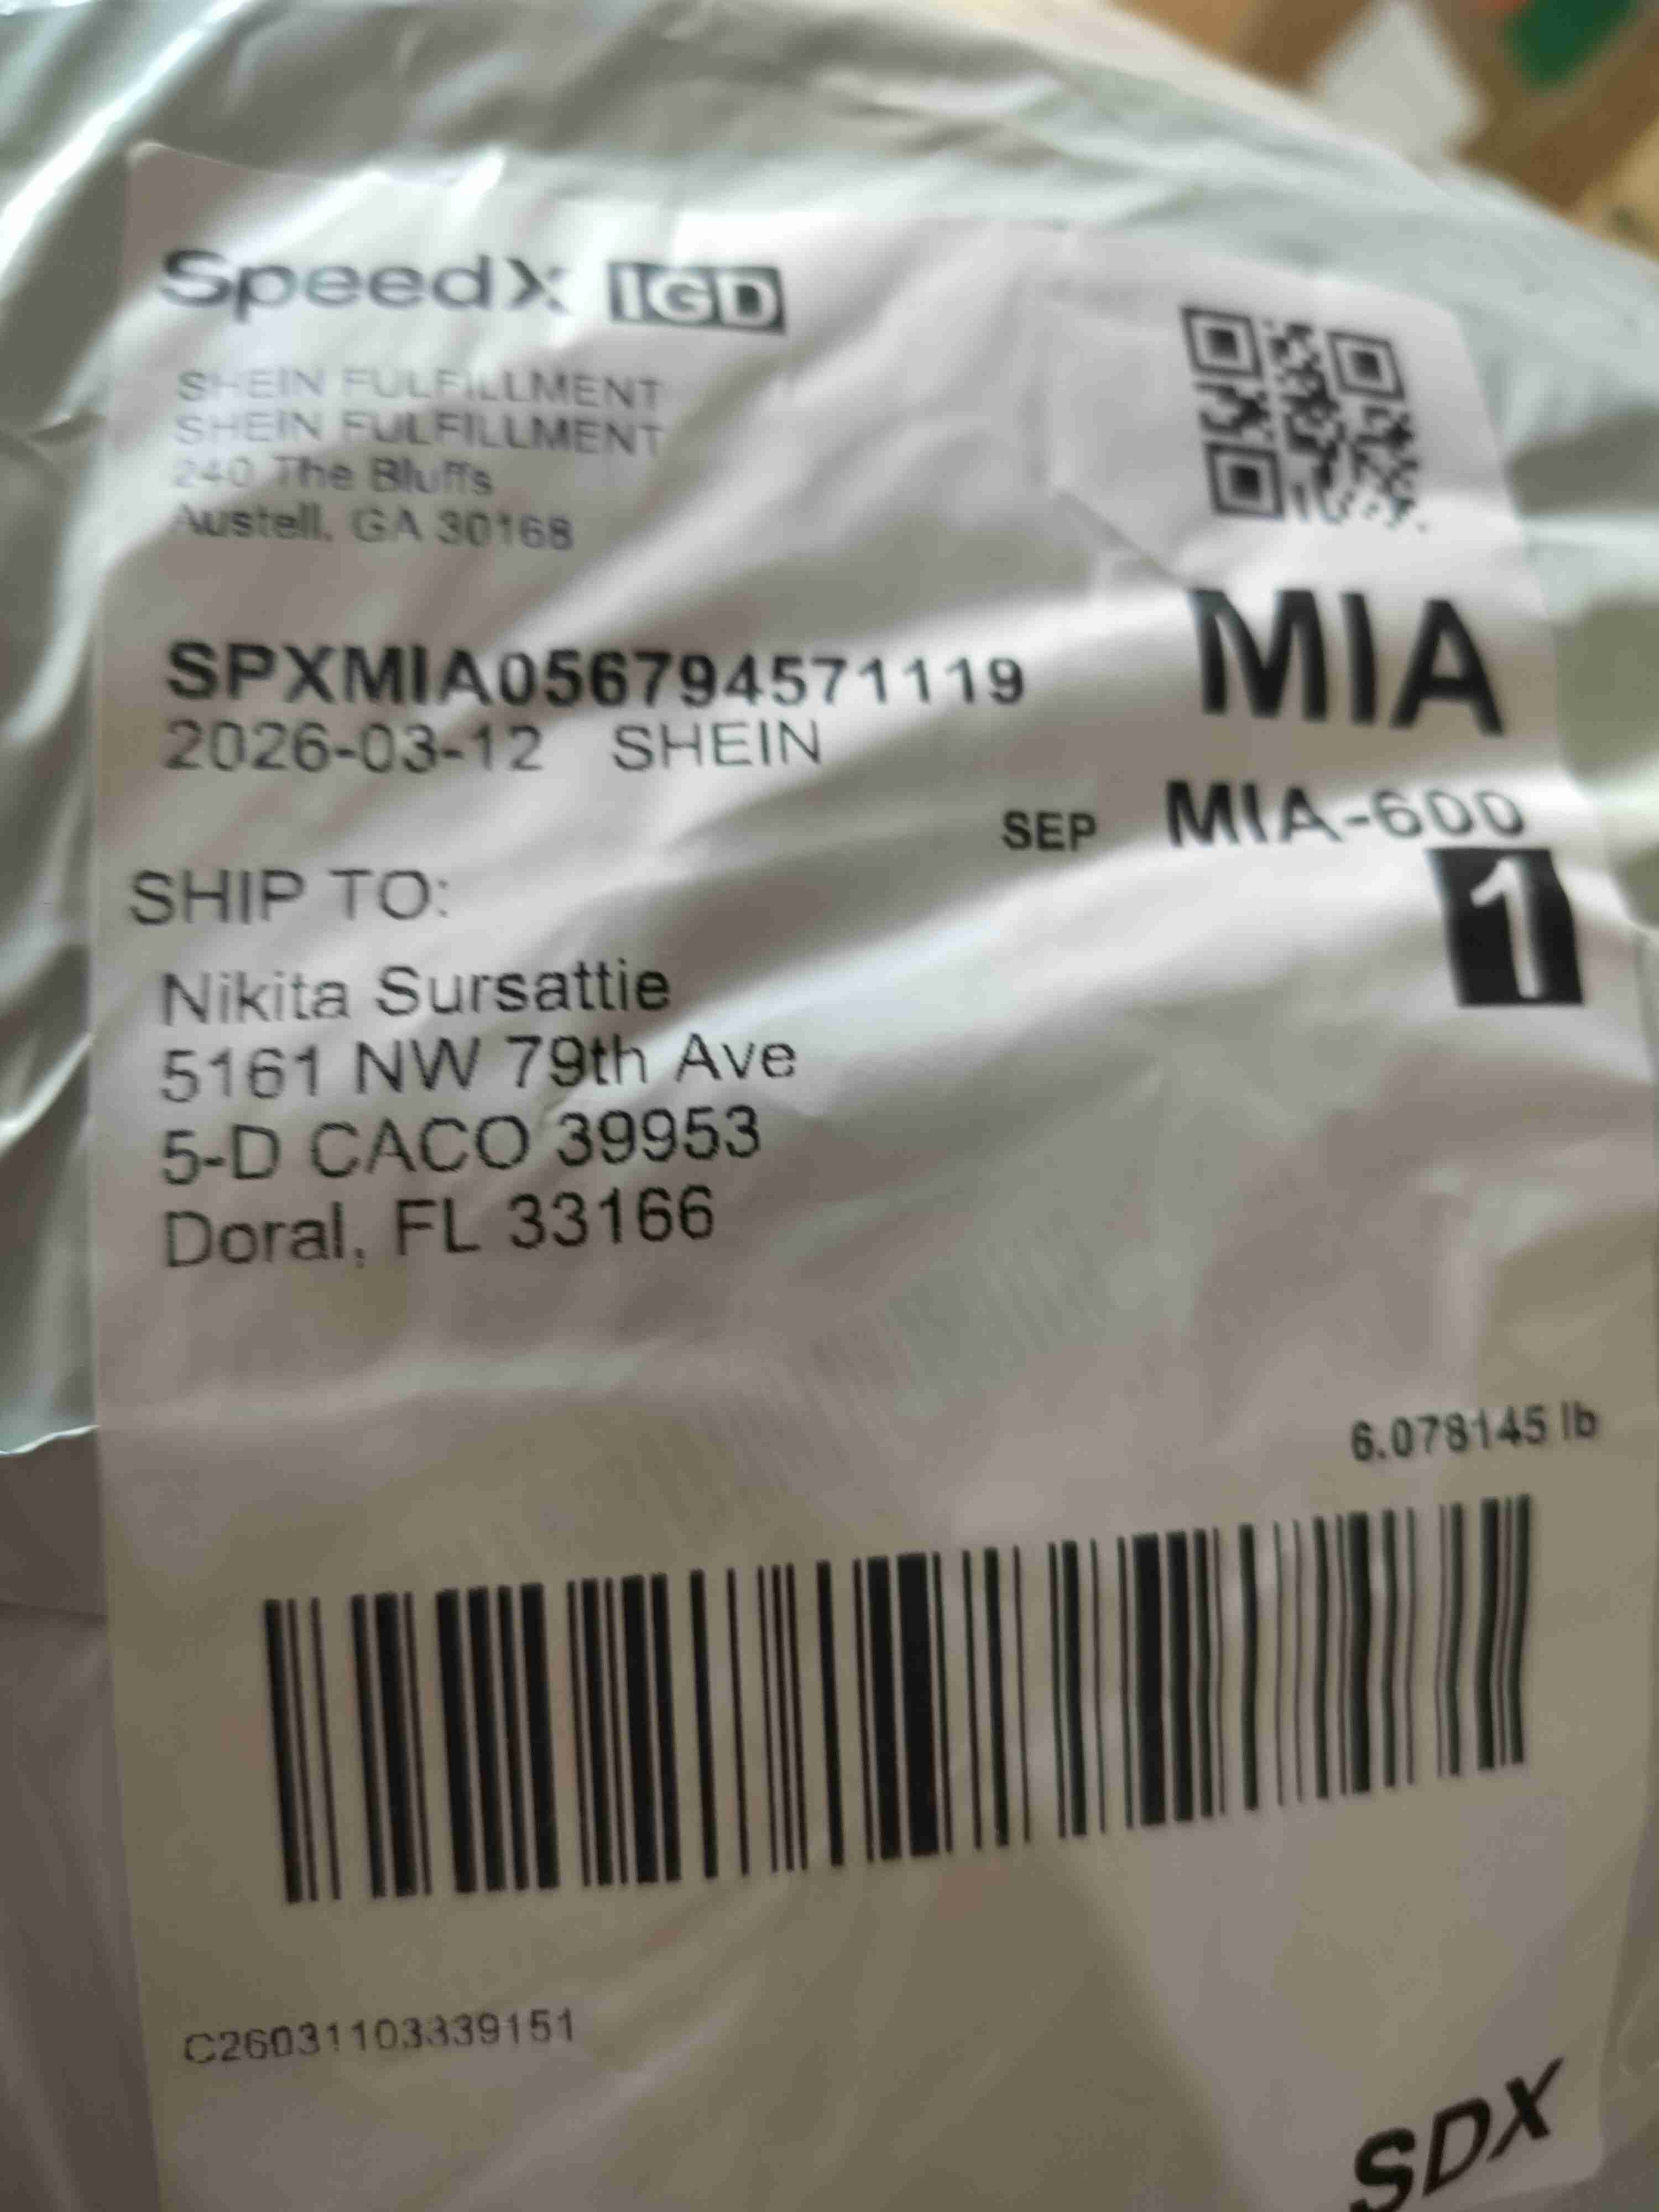 SpeedX IGD
SHEIN FULFILLMENT
SHEIN FULFILLMENT
240 The Bluffs
Austell, GA 30168
SPXMIA056794571119
2026-03-12 SHEIN
MIA
SEP MIA-600
1
SHIP TO:
Nikita Sursattie
5161 NW 79th Ave
5-D CACO 39953
Doral, FL 33166
6.078145 lb
C26031103339151
SDX